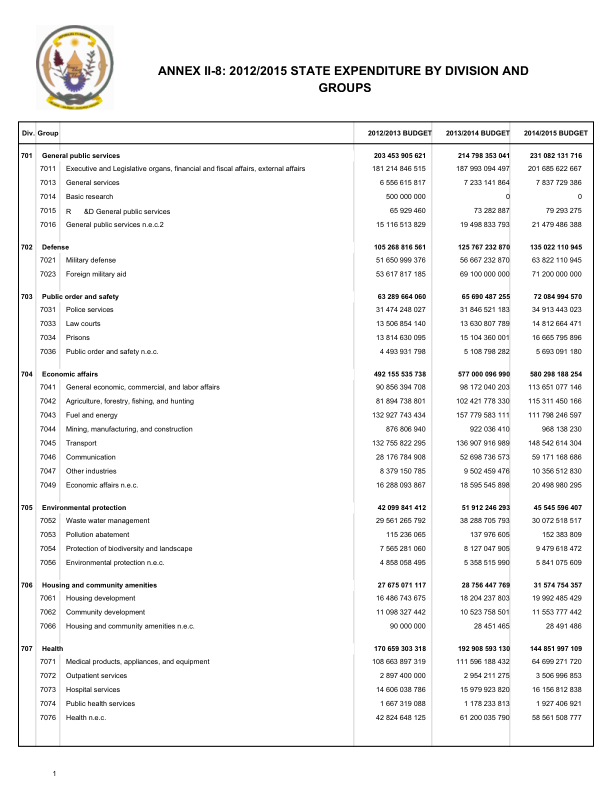 ANNEX II-8: 2012/2015 STATE EXPENDITURE BY DIVISION AND
GROUPS
Div. Group 2012/2013 BUDGET 2013/2014 BUDGET 2014/2015 BUDGET
701 General public services 203 453 905 621 214 798 353 041 231 082 131 716
7011 Executive and Legislative organs, financial and fiscal affairs, external affairs 181 214 846 515 187 993 094 497 201 685 622 667
7013 General services 6 556 615 817 7 233 141 864 7 837 729 386
7014 Basic research 500 000 000 0 0
7015 R &D General public services 65 929 460 73 282 887 79 293 275
7016 General public services n.e.c.2 15 116 513 829 19 498 833 793 21 479 486 388
702 Defense 105 268 816 561 125 767 232 870 135 022 110 945
7021 Military defense 51 650 999 376 56 667 232 870 63 822 110 945
7023 Foreign military aid 53 617 817 185 69 100 000 000 71 200 000 000
703 Public order and safety 63 289 664 060 65 690 487 255 72 084 994 570
7031 Police services 31 474 248 027 31 846 521 183 34 913 443 023
7033 Law courts 13 506 854 140 13 630 807 789 14 812 664 471
7034 Prisons 13 814 630 095 15 104 360 001 16 665 795 896
7036 Public order and safety n.e.c. 4 493 931 798 5 108 798 282 5 693 091 180
704 Economic affairs 492 155 535 738 577 000 096 990 580 298 188 254
7041 General economic, commercial, and labor affairs 90 856 394 708 98 172 040 203 113 651 077 146
7042 Agriculture, forestry, fishing, and hunting 81 894 738 801 102 421 778 330 115 311 450 166
7043 Fuel and energy 132 927 743 434 157 779 583 111 111 798 246 597
7044 Mining, manufacturing, and construction 876 806 940 922 036 410 968 138 230
7045 Transport 132 755 822 295 136 907 916 989 148 542 614 304
7046 Communication 28 176 784 908 52 698 736 573 59 171 168 686
7047 Other industries 8 379 150 785 9 502 459 476 10 356 512 830
7049 Economic affairs n.e.c. 16 288 093 867 18 595 545 898 20 498 980 295
705 Environmental protection 42 099 841 412 51 912 246 293 45 545 596 407
7052 Waste water management 29 561 265 792 38 288 705 793 30 072 518 517
7053 Pollution abatement 115 236 065 137 976 605 152 383 809
7054 Protection of biodiversity and landscape 7 565 281 060 8 127 047 905 9 479 618 472
7056 Environmental protection n.e.c. 4 858 058 495 5 358 515 990 5 841 075 609
706 Housing and community amenities 27 675 071 117 28 756 447 769 31 574 754 357
7061 Housing development 16 486 743 675 18 204 237 803 19 992 485 429
7062 Community development 11 098 327 442 10 523 758 501 11 553 777 442
7066 Housing and community amenities n.e.c. 90 000 000 28 451 465 28 491 486
707 Health 170 659 303 318 192 908 593 130 144 851 997 109
7071 Medical products, appliances, and equipment 108 663 897 319 111 596 188 432 64 699 271 720
7072 Outpatient services 2 897 400 000 2 954 211 275 3 506 996 853
7073 Hospital services 14 606 038 786 15 979 923 820 16 156 812 838
7074 Public health services 1 667 319 088 1 178 233 813 1 927 406 921
7076 Health n.e.c. 42 824 648 125 61 200 035 790 58 561 508 777
1